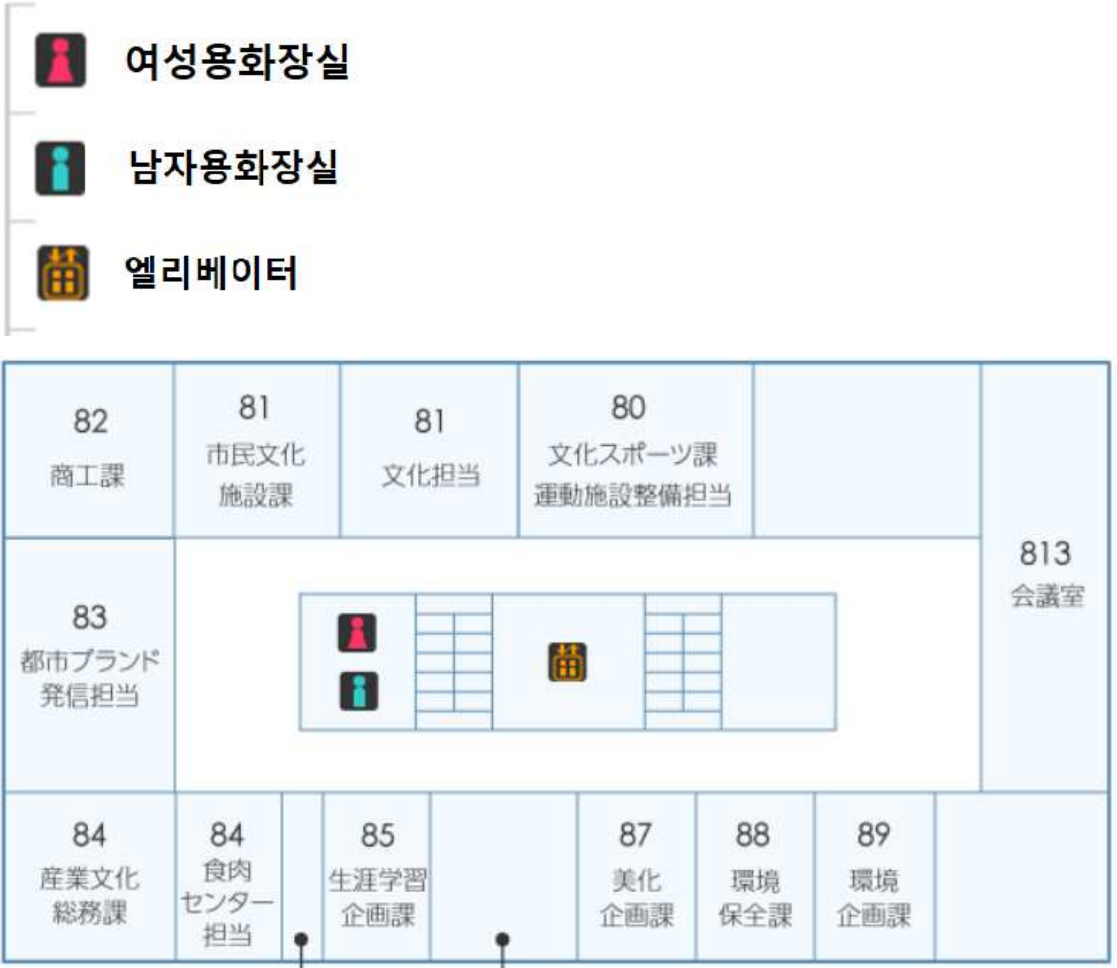 여성용화장실
남자용화장실
엘리베이터
82
商工課
81
市民文化
施設課
81
文化担当
80
文化スポーツ課
運動施設整備担当
813
会議室
83
都市ブランド
発信担当
84
産業文化
総務課
84
食肉
センター
担当
85
生涯学習
企画課
87
美化
企画課
88
環境
保全課
89
環境
企画課